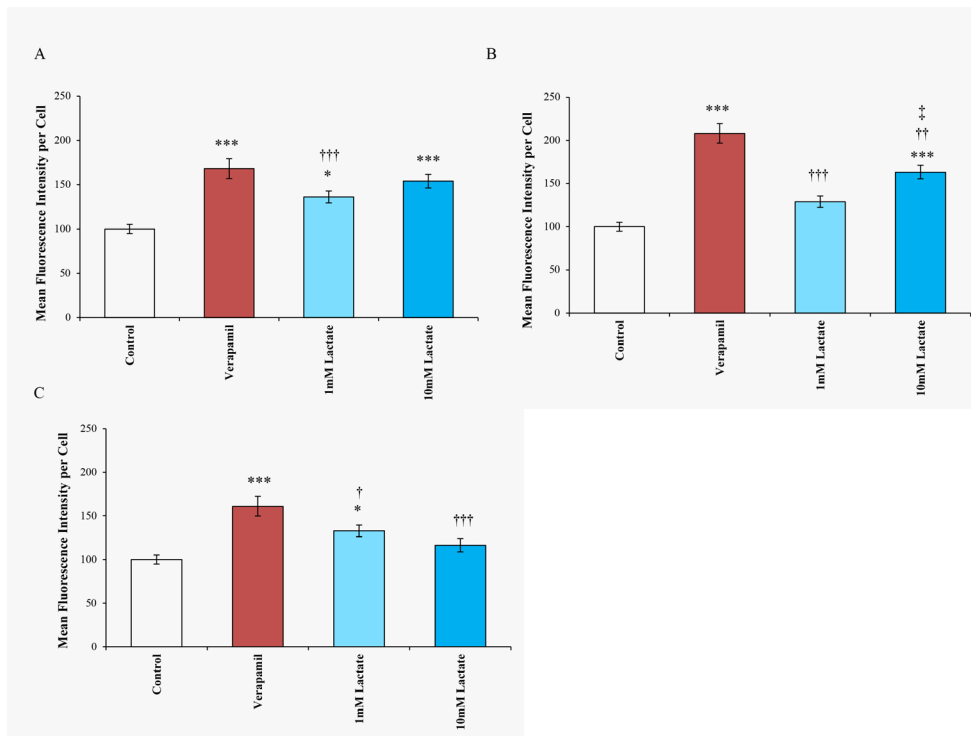 A
Mean Fluorescence Intensity per Cell
250
200
150
100
50
0
***
†††
*
***
Control
Verapamil
1mM Lactate
10mM Lactate
B
Mean Fluorescence Intensity per Cell
250
200
150
100
50
0
***
†††
‡
††
***
Control
Verapamil
1mM Lactate
10mM Lactate
C
Mean Fluorescence Intensity per Cell
250
200
150
100
50
0
***
†
*
†††
Control
Verapamil
1mM Lactate
10mM Lactate